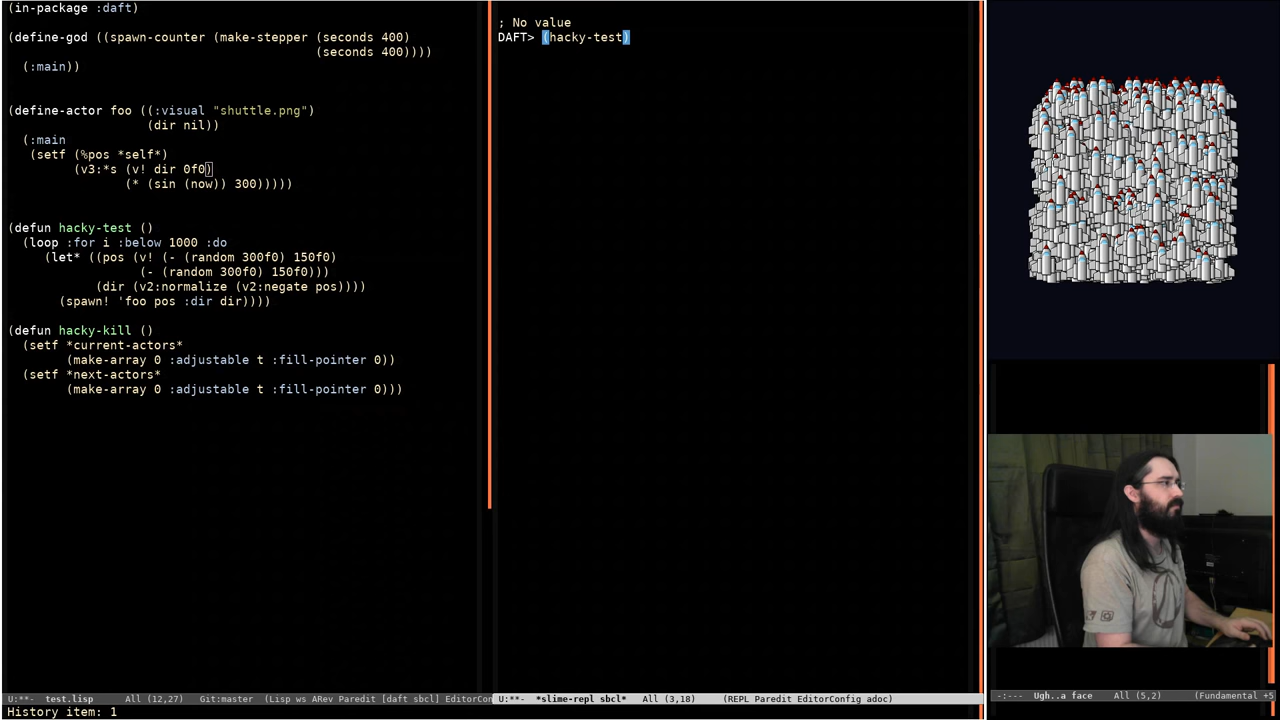 (in-package :daft)
(define-god ((spawn-counter (make-stepper (seconds 400)
(seconds 400))))
(:main))
(define-actor foo ((:visual "shuttle.png")
(dir nil))
(:main
(setf (%pos *self*)
(v3:*s (v! dir 0f0)
(* (sin (now)) 300)))))
(defun hacky-test ()
(loop :for i :below 1000 :do
(let* ((pos (v! (- (random 300f0) 150f0)
(- (random 300f0) 150f0)))
(dir (v2:normalize (v2:negate pos))))
(spawn! 'foo pos :dir dir))))
(defun hacky-kill ()
(setf *current-actors*
(make-array 0 :adjustable t :fill-pointer 0))
(setf *next-actors*
(make-array 0 :adjustable t :fill-pointer 0)))
U:**- test.lisp All (12,27) Git:master (Lisp ws ARev Paredit [daft sbcl] EditorCon
History item: 1
; No value
DAFT> (hacky-test)
U:**- *slime-repl sbcl* All (3,18) (REPL Paredit EditorConfig adoc)
-:--- Ugh..a face All (5,2) (Fundamental +5